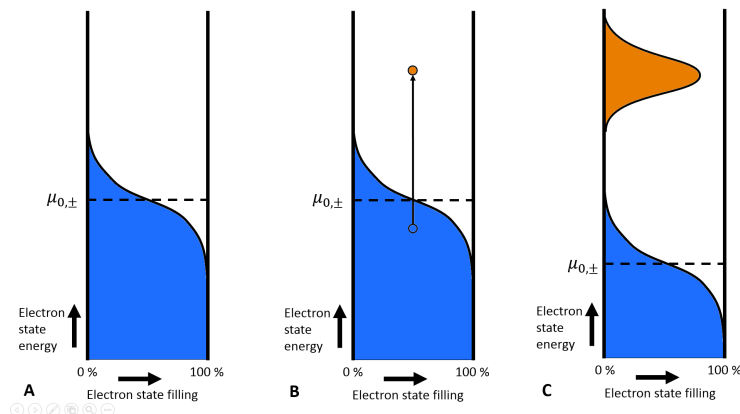 μ0,±
Electron
state
energy
0 %
100 %
A
Electron state filling
μ0,±
Electron
state
energy
0 %
100 %
B
Electron state filling
μ0,±
Electron
state
energy
0 %
100 %
C
Electron state filling